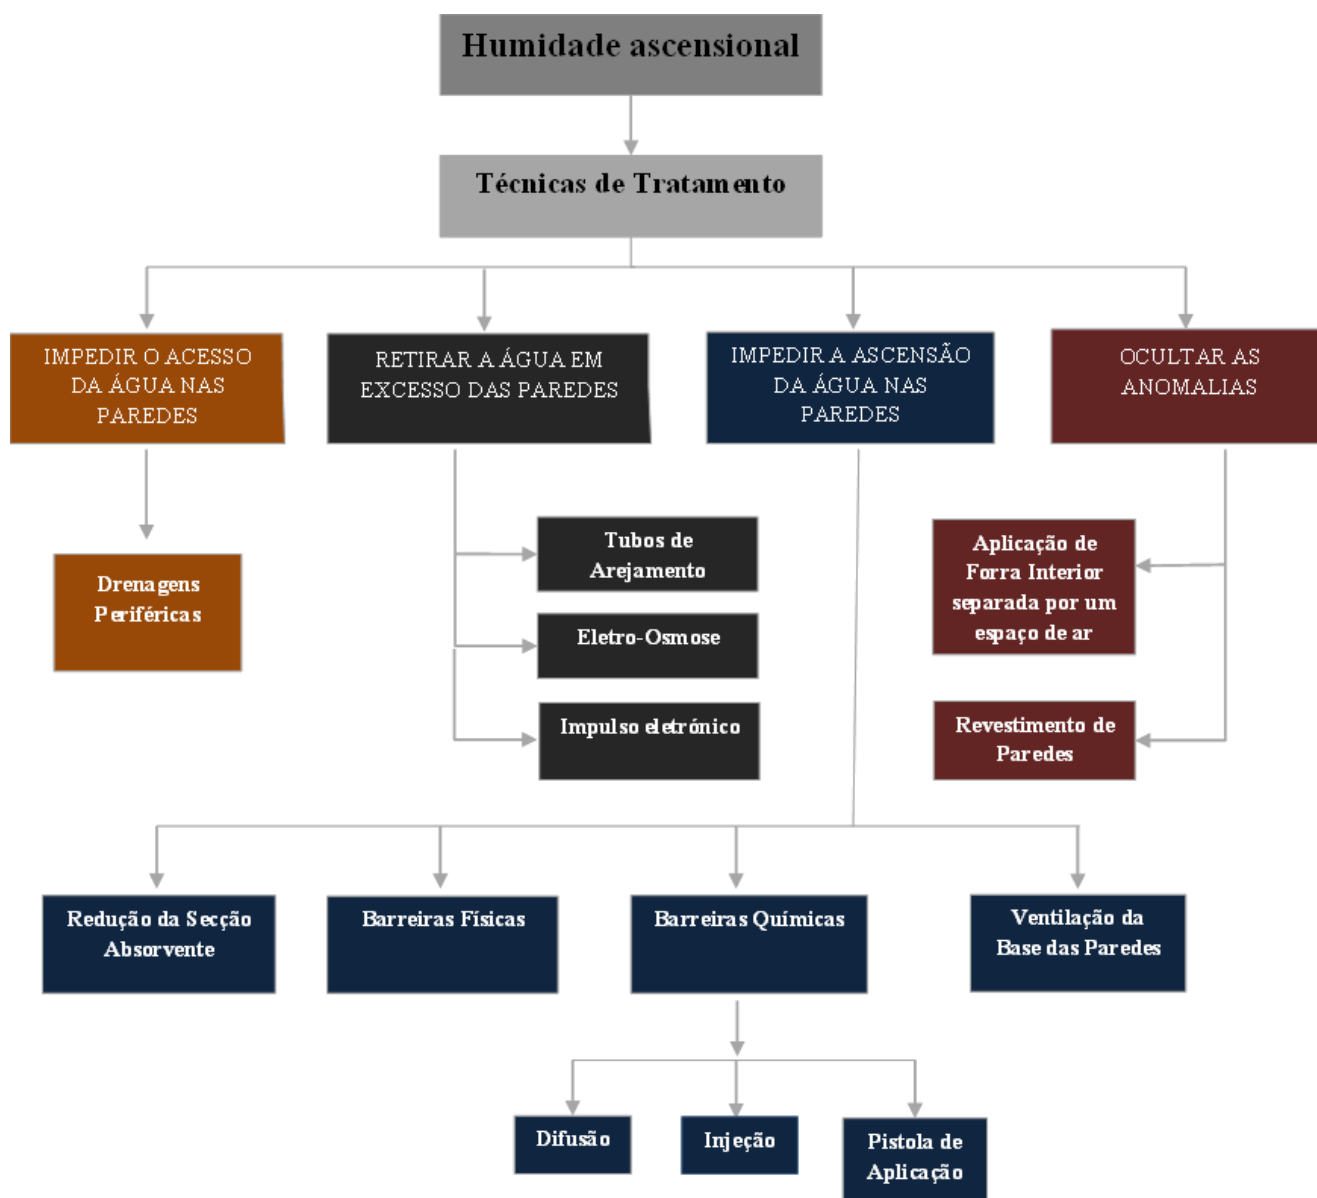 Humidade ascensional
Técnicas de Tratamento
IMPEDIR O ACESSO
DA ÁGUA NAS
PAREDES
RETIRAR A ÁGUA EM
EXCESSO DAS PAREDES
IMPEDIR A ASCENSÃO
DA ÁGUA NAS
PAREDES
OCULTAR AS
ANOMALIAS
Drenagens
Periféricas
Tubos de
Arejamento
Eletro-Osmose
Impulso eletrónico
Aplicação de
Forra Interior
separada por um
espaço de ar
Revestimento de
Paredes
Redução da Secção
Absorvente
Barreiras Físicas
Barreiras Químicas
Ventilação da
Base das Paredes
Difusão
Injeção
Pistola de
Aplicação